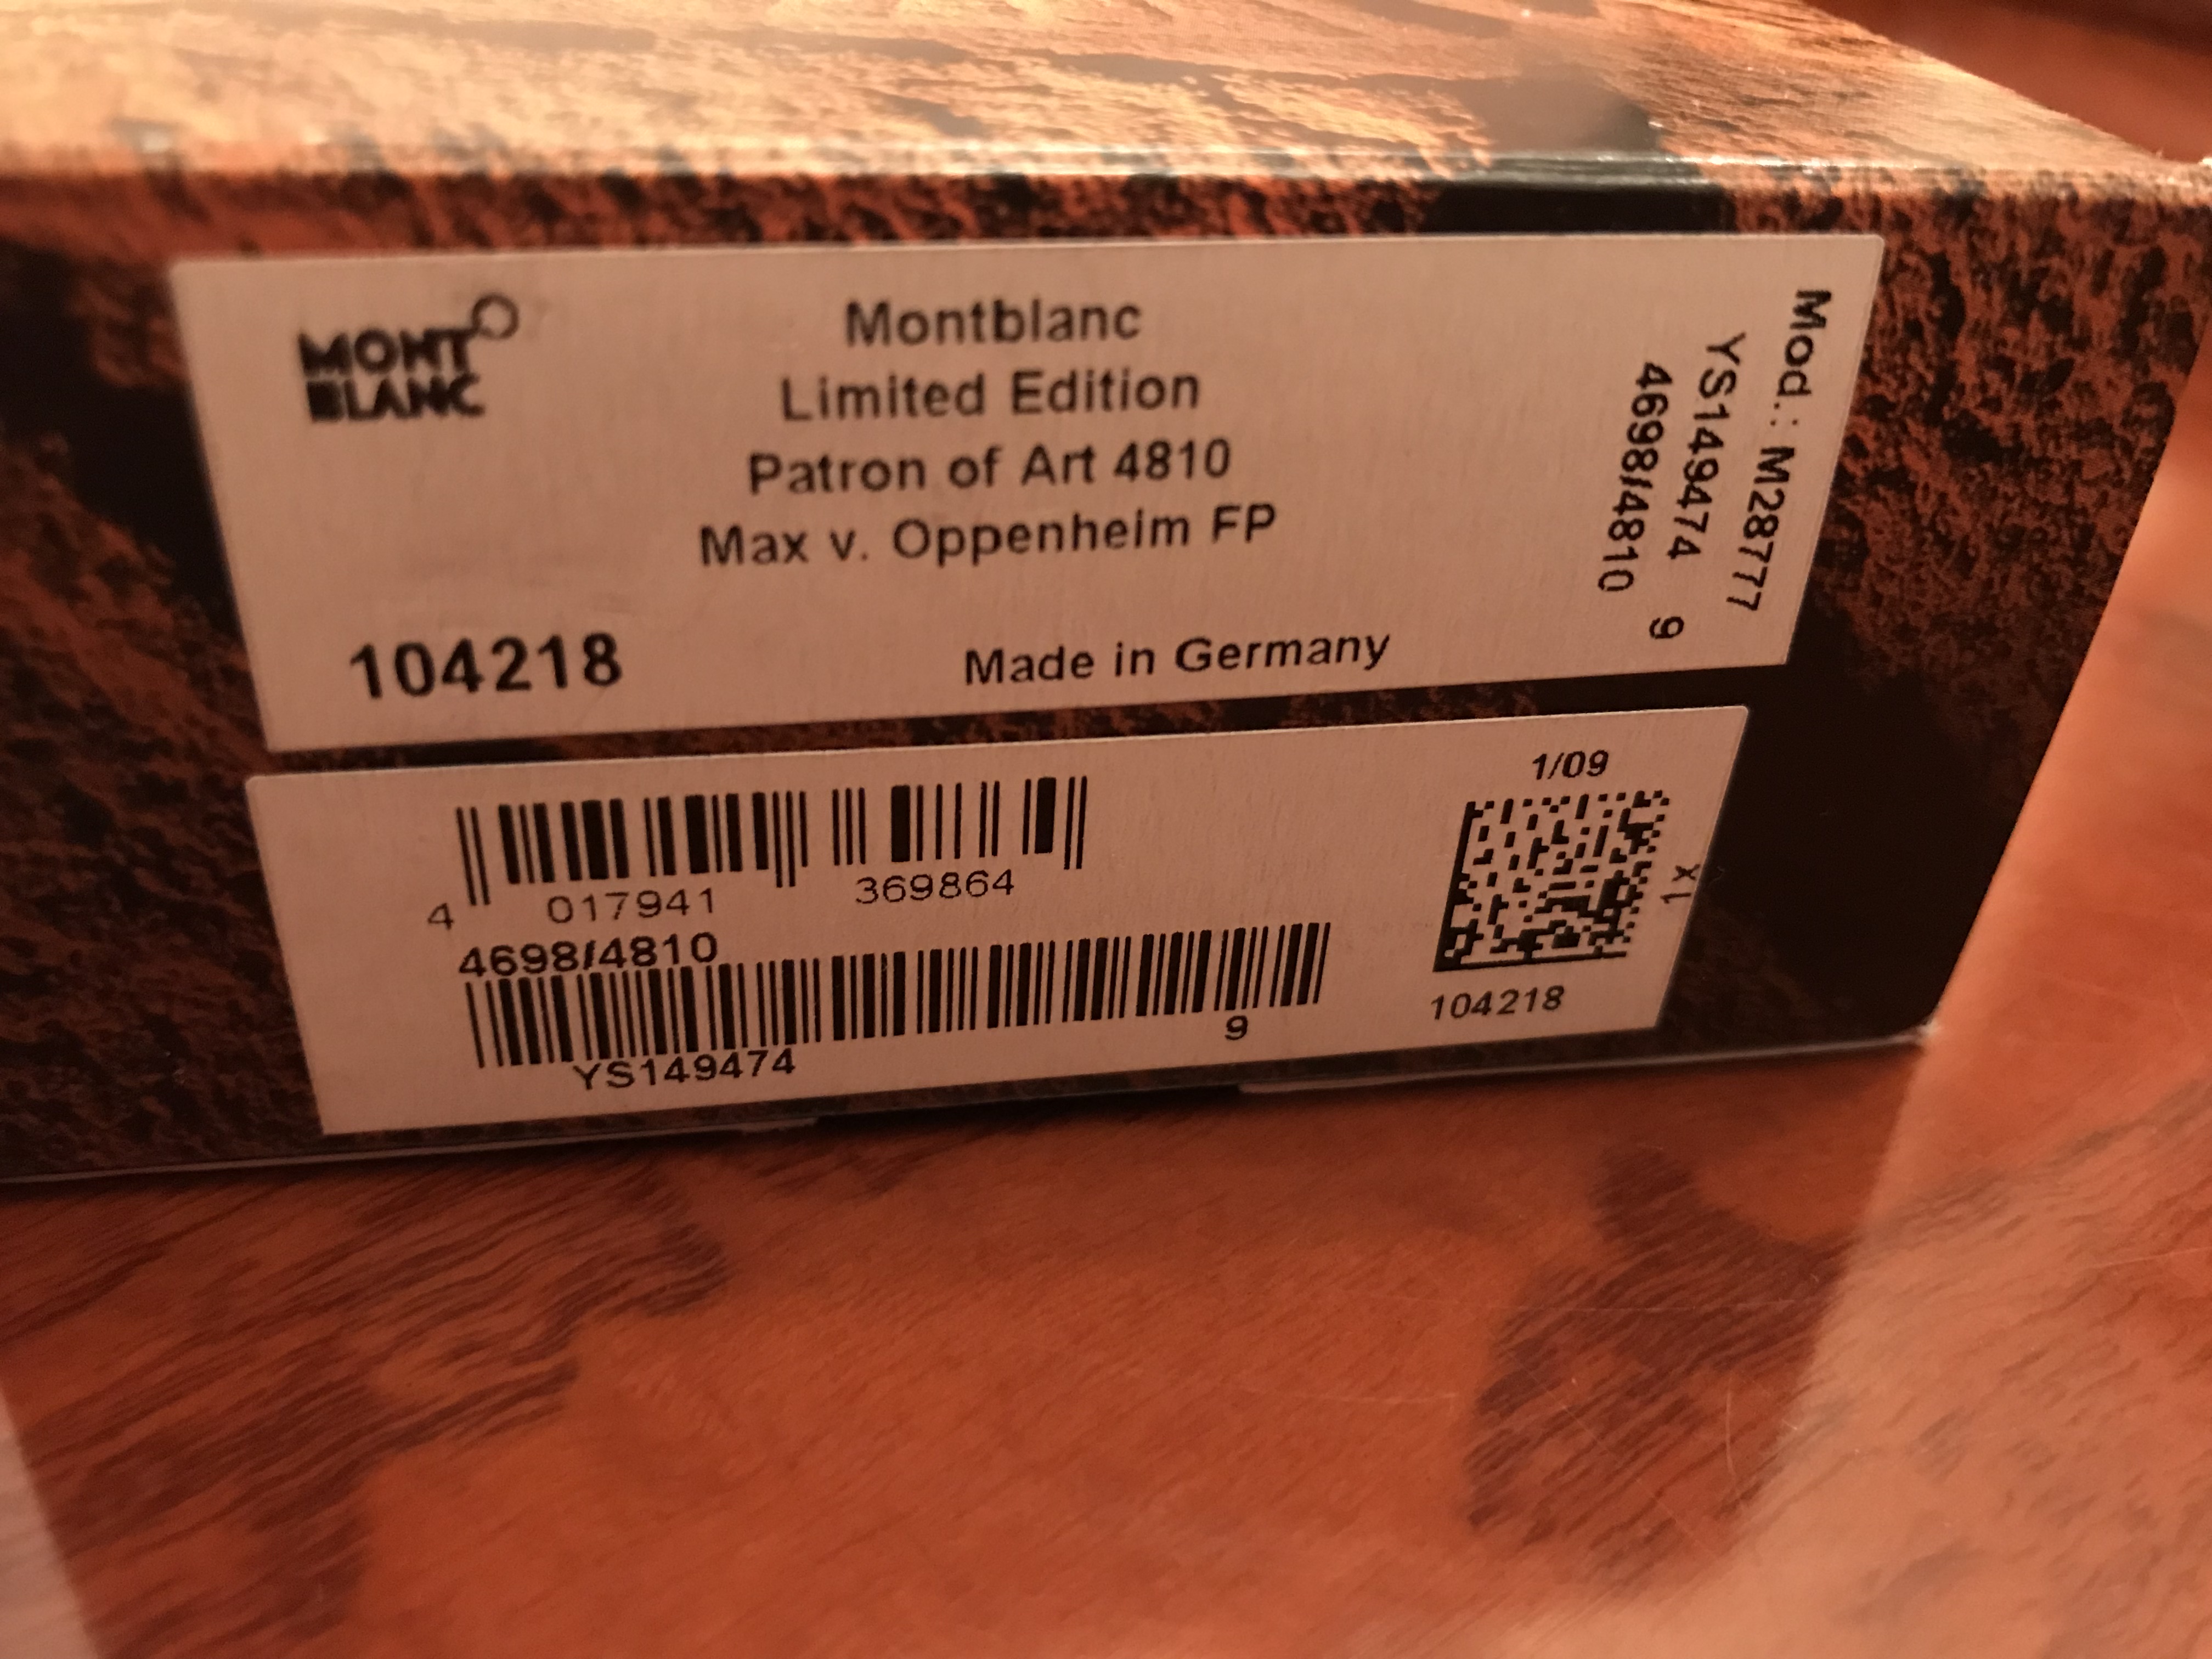 MONT
BLANC
Montblanc
Limited Edition
Patron of Art 4810
Max v. Oppenheim FP
104218
Made in Germany
Mod.: M28777
YS149474 9
4698/4810
4 017941 369864
4698/4810
YS149474 9
1/09
XL
104218